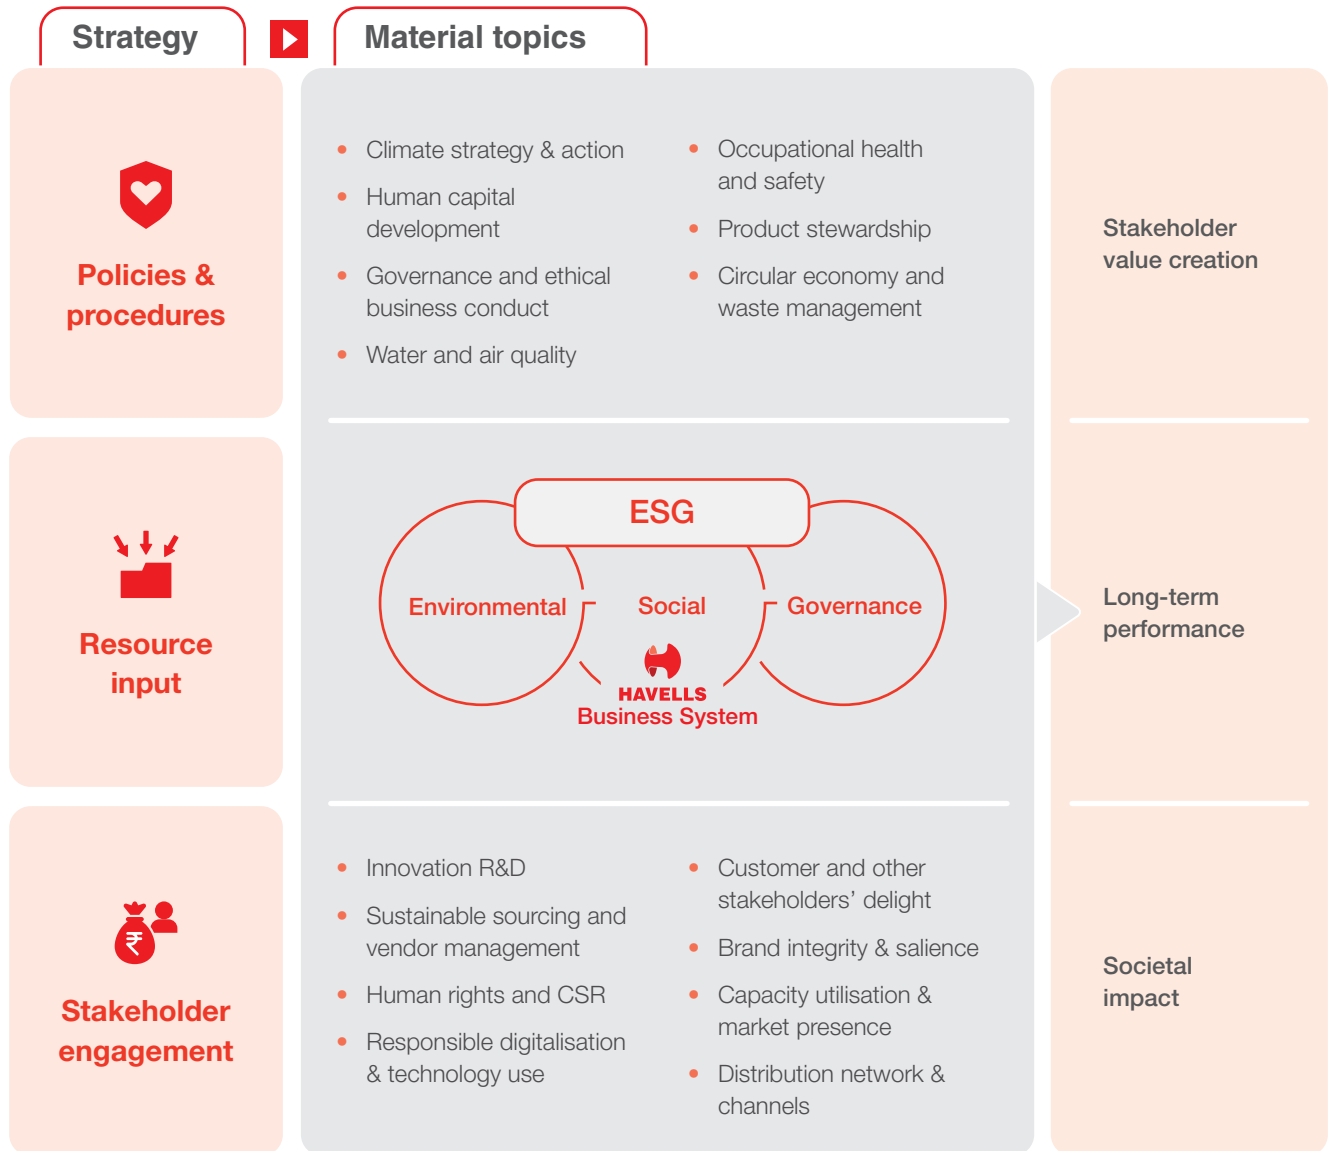 Strategy
Material topics
Policies &
procedures
• Climate strategy & action
• Human capital
development
• Governance and ethical
business conduct
• Water and air quality
• Occupational health
and safety
• Product stewardship
• Circular economy and
waste management
Stakeholder
value creation
Resource
input
ESG
Environmental
Social
Governance
HAVELLS
Business System
Long-term
performance
₹
Stakeholder
engagement
• Innovation R&D
• Sustainable sourcing and
vendor management
• Human rights and CSR
• Responsible digitalisation
& technology use
• Customer and other
stakeholders’ delight
• Brand integrity & salience
• Capacity utilisation &
market presence
• Distribution network &
channels
Societal
impact